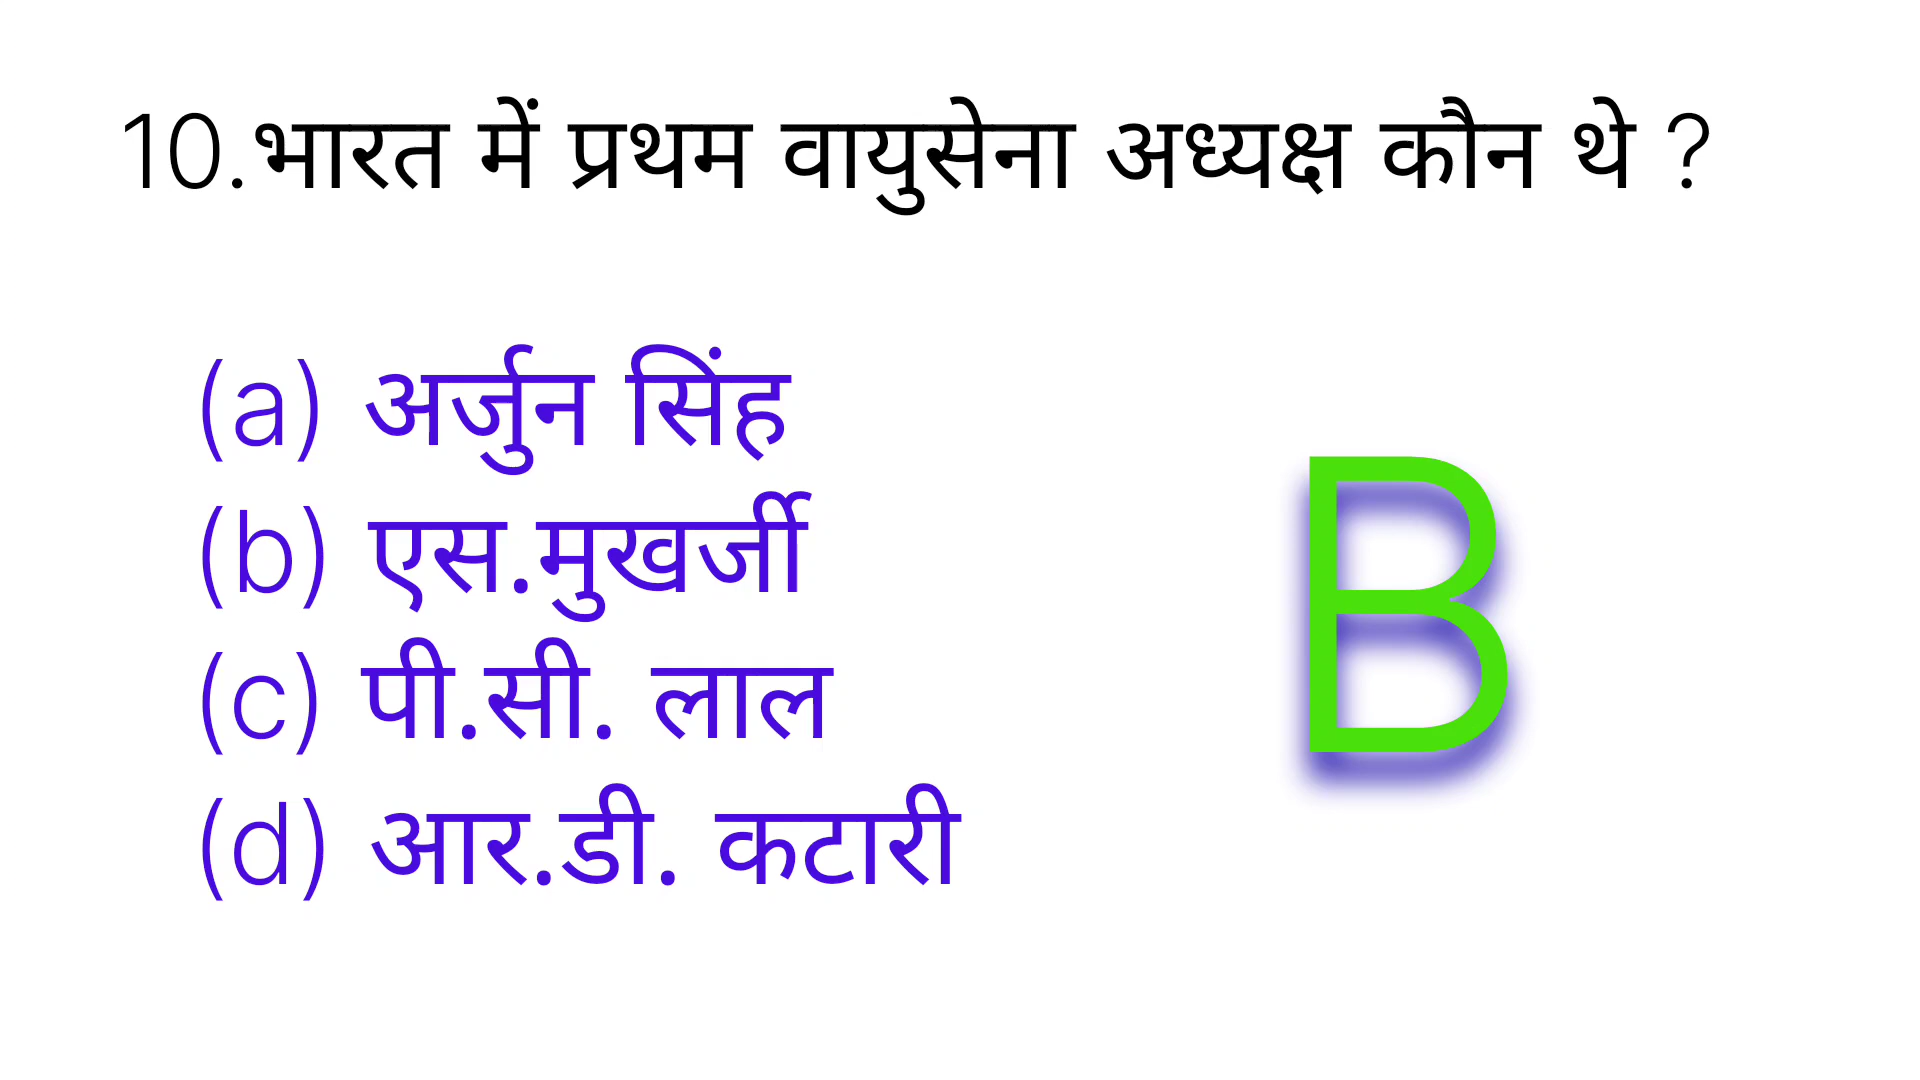 10.भारत में प्रथम वायुसेना अध्यक्ष कौन थे ?
(a) अर्जुन सिंह
(b) एस.मुखर्जी
(c) पी.सी. लाल
(d) आर.डी. कटारी
B